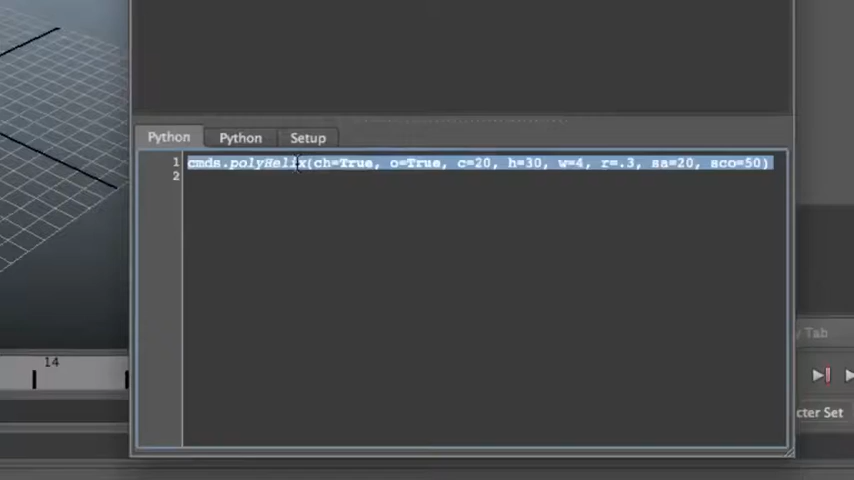 Python Python Setup
1 cmds.polyHelix(ch=True, o=True, c=20, h=30, w=4, r=.3, sa=20, sco=50)
2
14
y Tab
cter Set